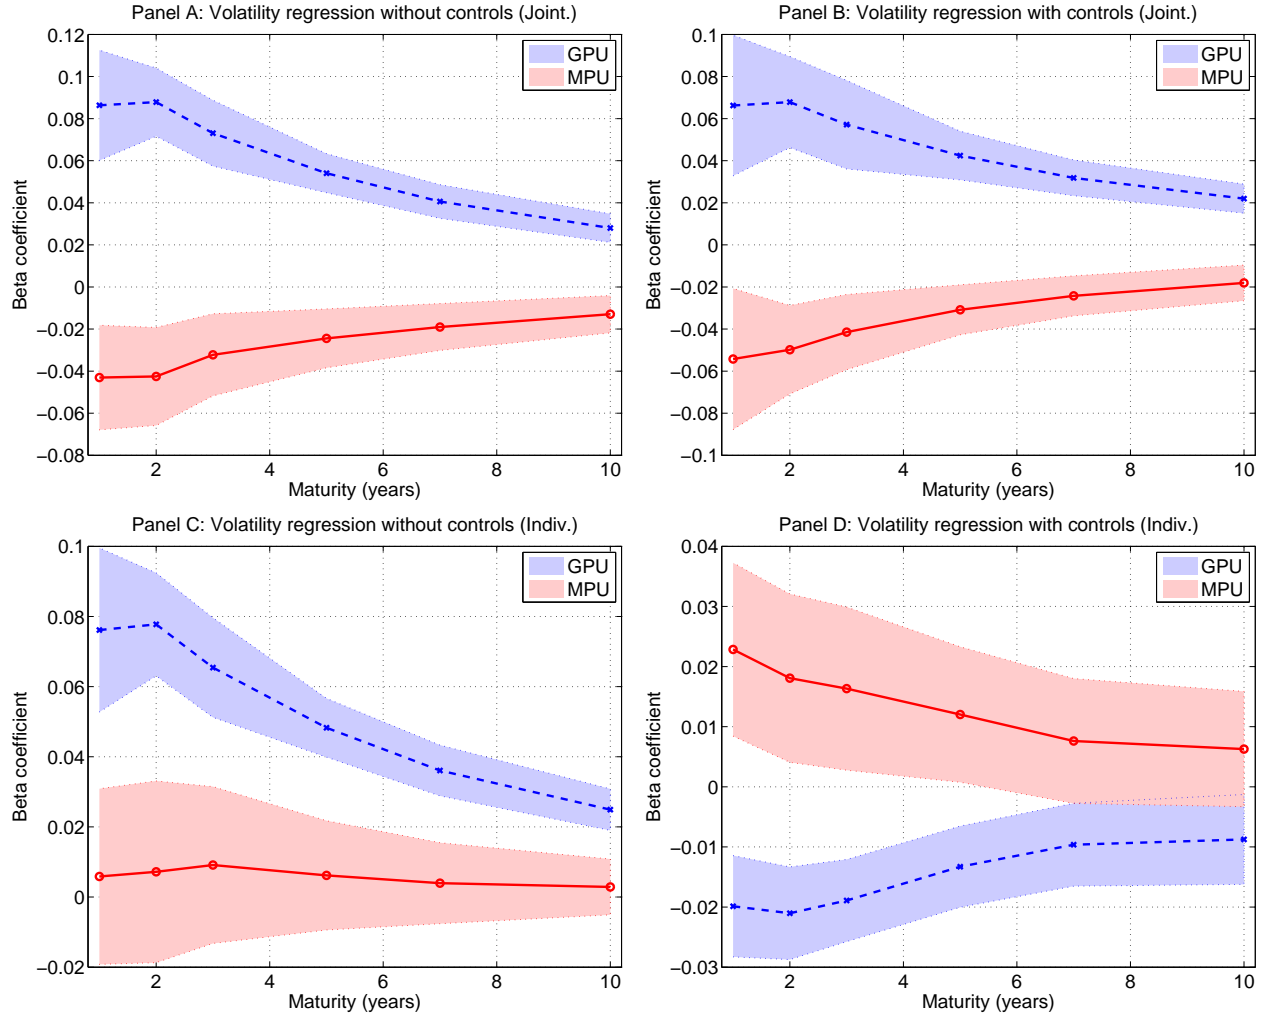 Panel A: Volatility regression without controls (Joint.)
0.12
0.1
0.08
0.06
0.04
0.02
0
−0.02
−0.04
−0.06
−0.08
Beta coefficient
GPU
MPU
2
4
6
8
10
Maturity (years)
Panel B: Volatility regression with controls (Joint.)
0.1
0.08
0.06
0.04
0.02
0
−0.02
−0.04
−0.06
−0.08
−0.1
Beta coefficient
GPU
MPU
2
4
6
8
10
Maturity (years)
Panel C: Volatility regression without controls (Indiv.)
0.1
0.08
0.06
0.04
0.02
0
−0.02
Beta coefficient
GPU
MPU
2
4
6
8
10
Maturity (years)
Panel D: Volatility regression with controls (Indiv.)
0.04
0.03
0.02
0.01
0
−0.01
−0.02
−0.03
Beta coefficient
GPU
MPU
2
4
6
8
10
Maturity (years)